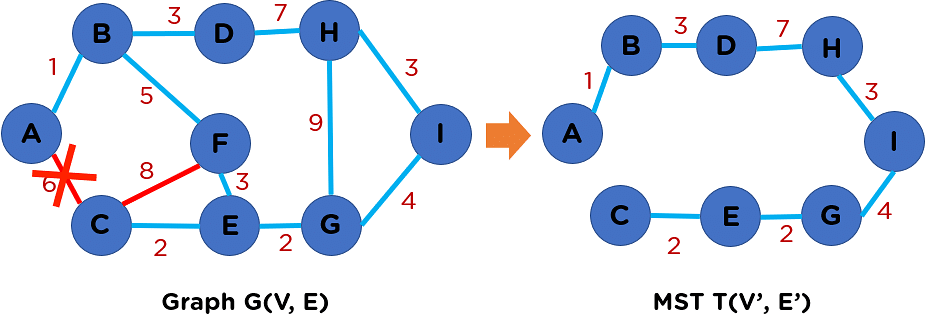 3 7
B D H B 3 D 7 H
1 5 3 1 3
A F 9 I A I
6 8 3 4 C E G 4
C E G 2 2
2 2
Graph G(V, E) MST T(V’, E’)